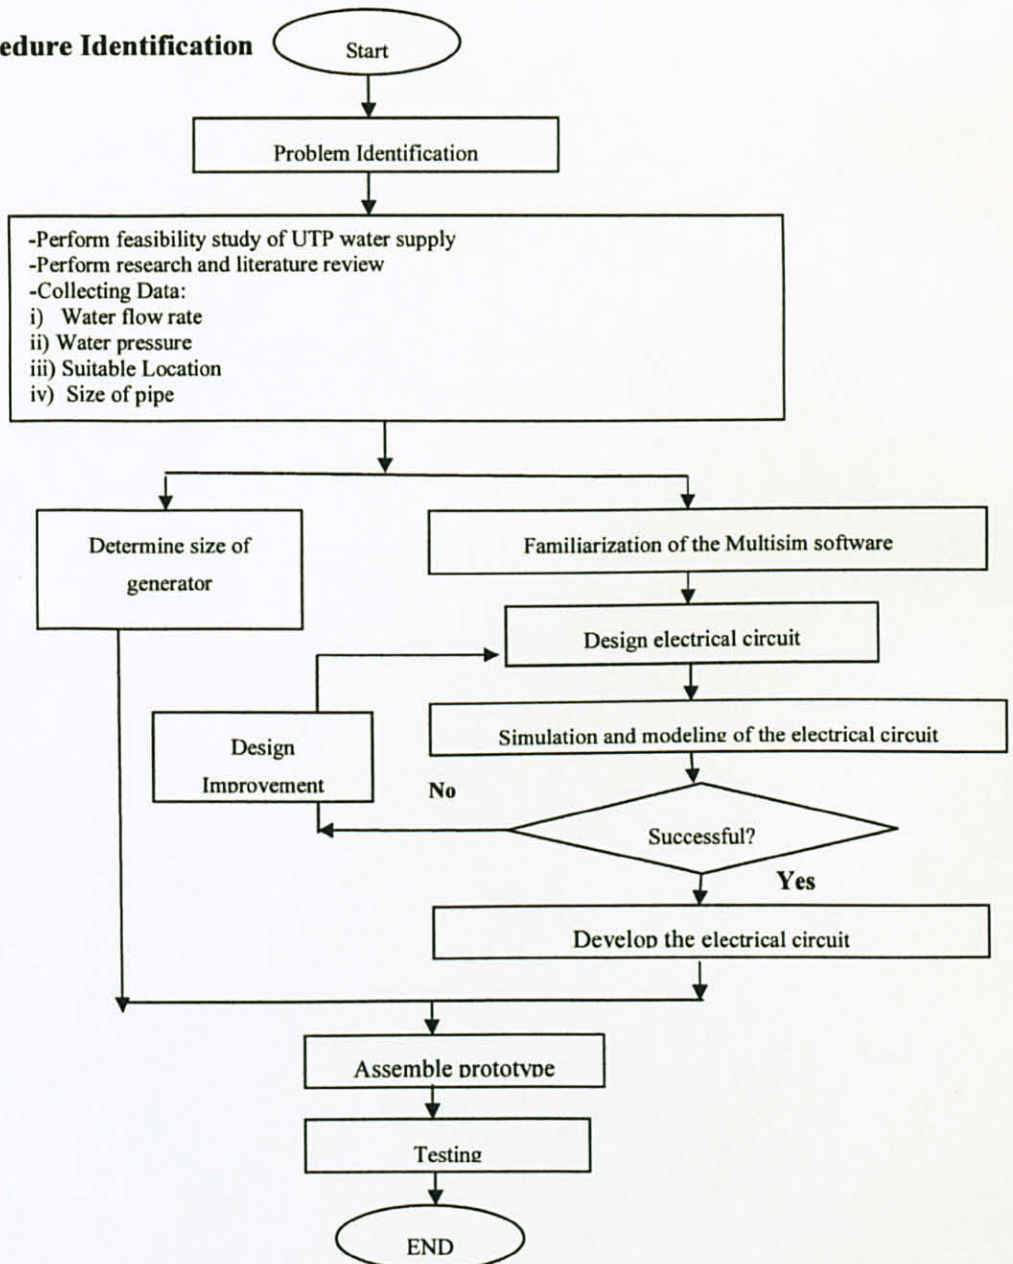 edure Identification
Start
Problem Identification
-Perform feasibility study of UTP water supply
-Perform research and literature review
-Collecting Data:
i) Water flow rate
ii) Water pressure
iii) Suitable Location
iv) Size of pipe
Determine size of
generator
Familiarization of the Multisim software
Design electrical circuit
Simulation and modeling of the electrical circuit
Design
Improvement
No
Successful?
Yes
Develop the electrical circuit
Assemble prototype
Testing
END